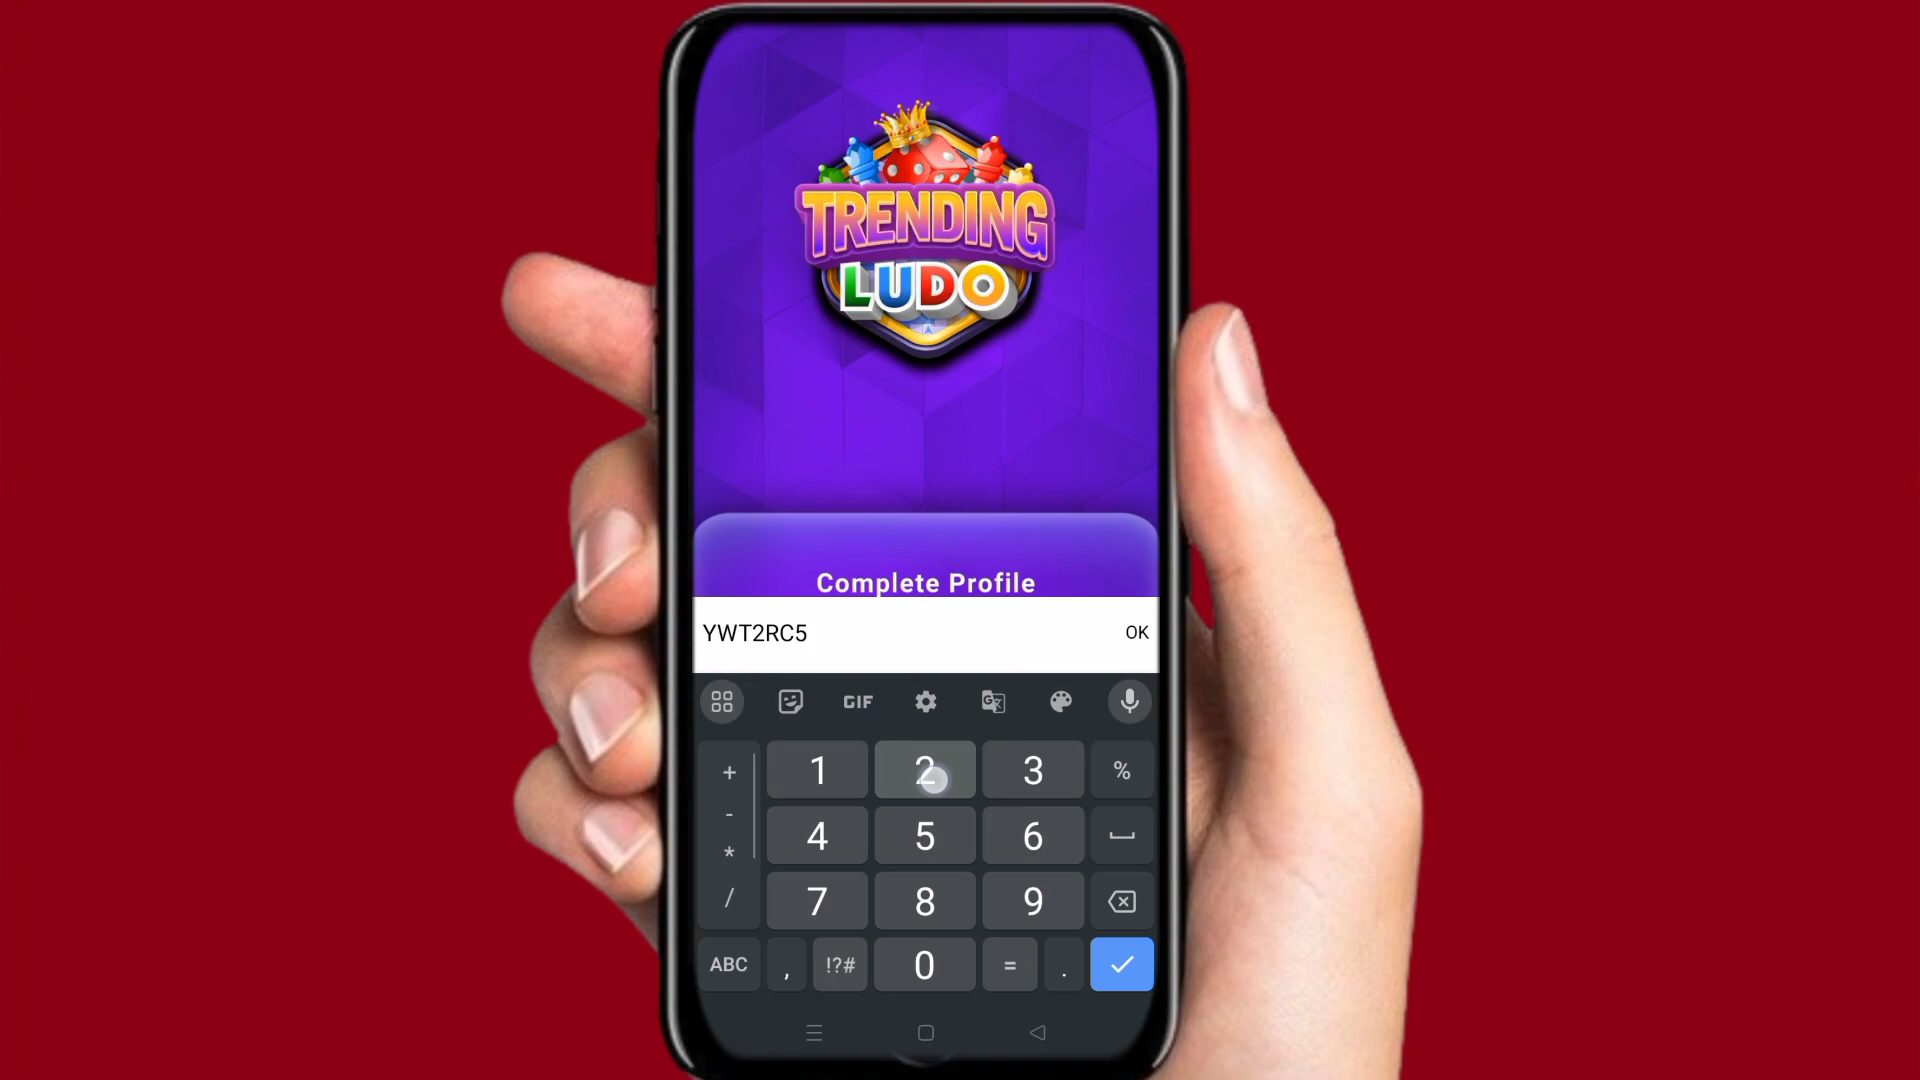 TRENDING
LUDO
Complete Profile
YWT2RC5
OK
GIF
1 2 3 %
+
-
4 5 6
*
/
7 8 9
ABC , !?# 0 = .